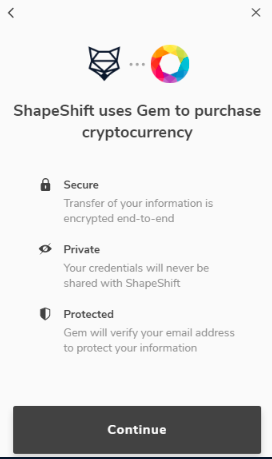 ShapeShift uses Gem to purchase
cryptocurrency
Secure
Transfer of your information is
encrypted end-to-end
Private
Your credentials will never be
shared with ShapeShift
Protected
Gem will verify your email address
to protect your information
Continue